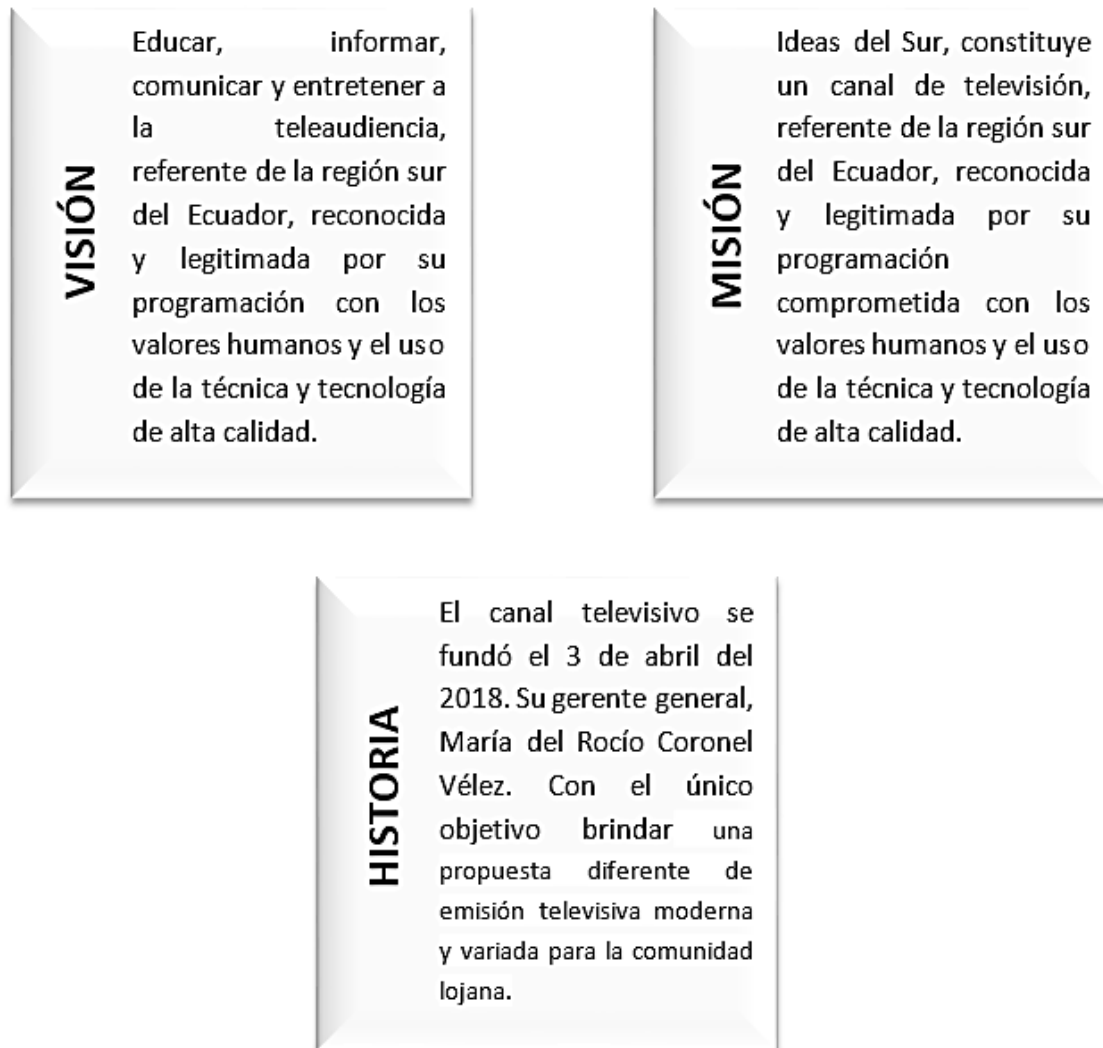 VISIÓN
Educar, informar,
comunicar y entretener a
la teleaudiencia,
referente de la región sur
del Ecuador, reconocida
y legitimada por su
programación con los
valores humanos y el uso
de la técnica y tecnología
de alta calidad.
MISIÓN
Ideas del Sur, constituye
un canal de televisión,
referente de la región sur
del Ecuador, reconocida
y legitimada por su
programación
comprometida con los
valores humanos y el uso
de la técnica y tecnología
de alta calidad.
HISTORIA
El canal televisivo se
fundó el 3 de abril del
2018. Su gerente general,
María del Rocío Coronel
Vélez. Con el único
objetivo brindar una
propuesta diferente de
emisión televisiva moderna
y variada para la comunidad
lojana.